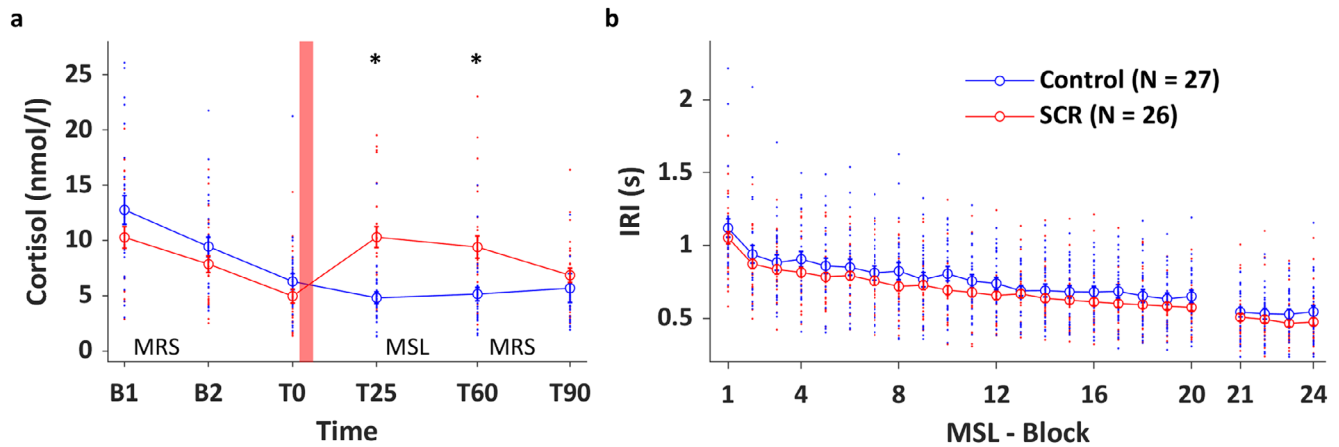 a
Cortisol (nmol/l)
25
20
15
10
5
0
* *
MRS MSL MRS
B1 B2 T0 T25 T60 T90
Time
b
IRI (s)
2
1.5
1
0.5
Control (N = 27)
SCR (N = 26)
1 4 8 12 16 20 21 24
MSL - Block